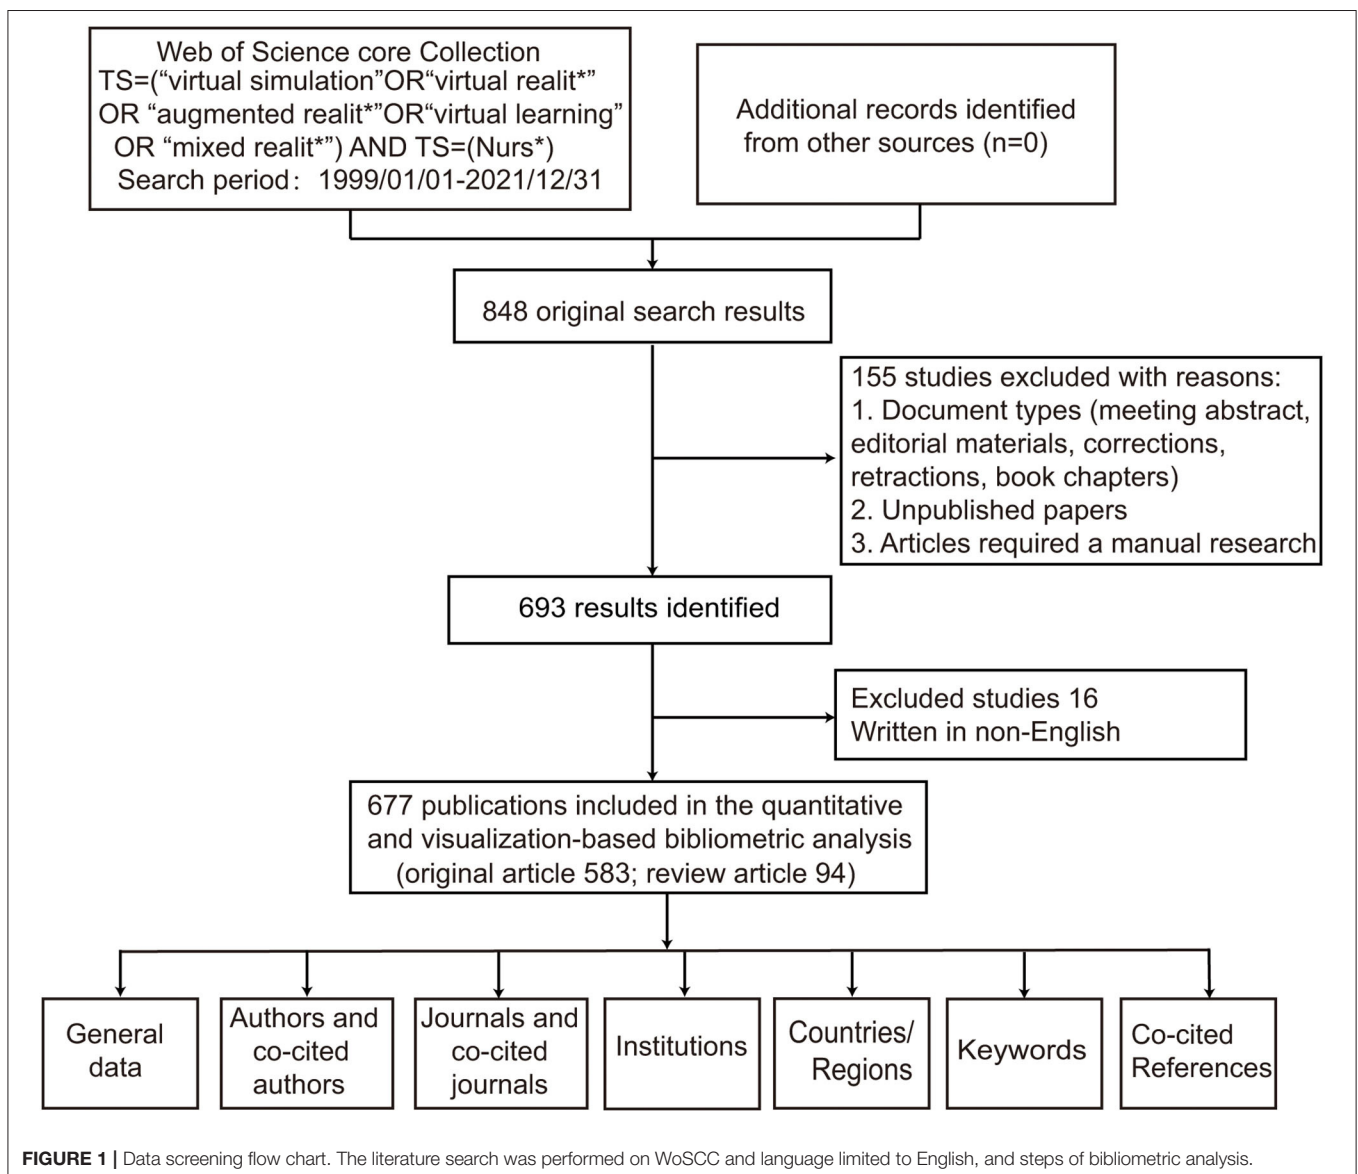 Web of Science core Collection
TS=(“virtual simulation”OR“virtual realit*”
OR “augmented realit*”OR“virtual learning”
OR “mixed realit*”) AND TS=(Nurs*)
Search period: 1999/01/01-2021/12/31
Additional records identified
from other sources (n=0)
848 original search results
155 studies excluded with reasons:
1. Document types (meeting abstract,
editorial materials, corrections,
retractions, book chapters)
2. Unpublished papers
3. Articles required a manual research
693 results identified
Excluded studies 16
Written in non-English
677 publications included in the quantitative
and visualization-based bibliometric analysis
(original article 583; review article 94)
General
data
Authors and
co-cited
authors
Journals and
co-cited
journals
Institutions
Countries/
Regions
Keywords
Co-cited
References
FIGURE 1 | Data screening flow chart. The literature search was performed on WoSCC and language limited to English, and steps of bibliometric analysis.